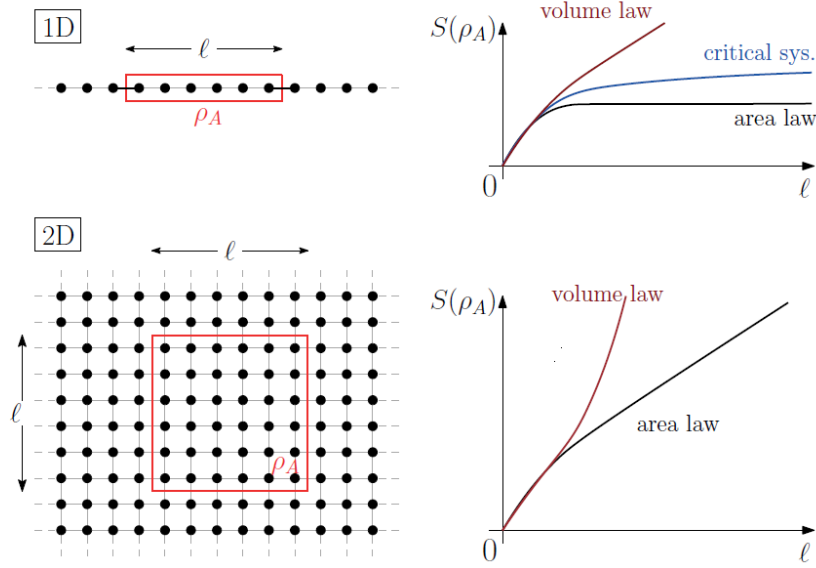 1D
ℓ
ρ_A
S(ρ_A)
volume law
critical sys.
area law
0
ℓ
2D
ℓ
ℓ
ρ_A
S(ρ_A)
volume law
area law
0
ℓ